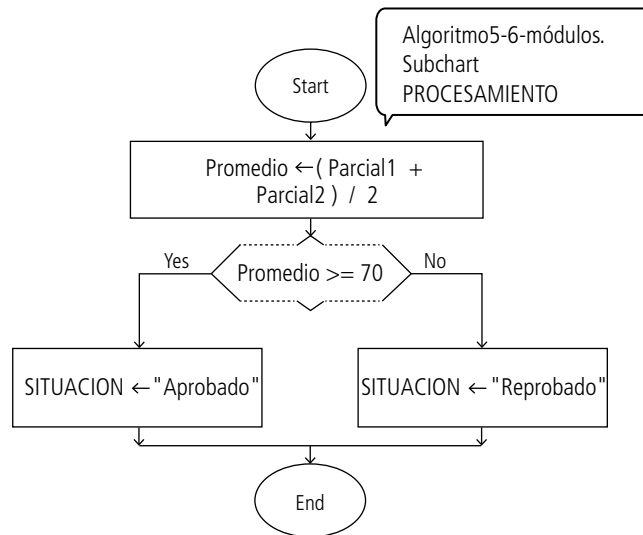 Algoritmo5-6-módulos.
Subchart
PROCESAMIENTO
Start
Promedio ←( Parcial1 +
Parcial2 ) / 2
Yes
Promedio >= 70
No
SITUACION ← "Aprobado"
SITUACION ← "Reprobado"
End